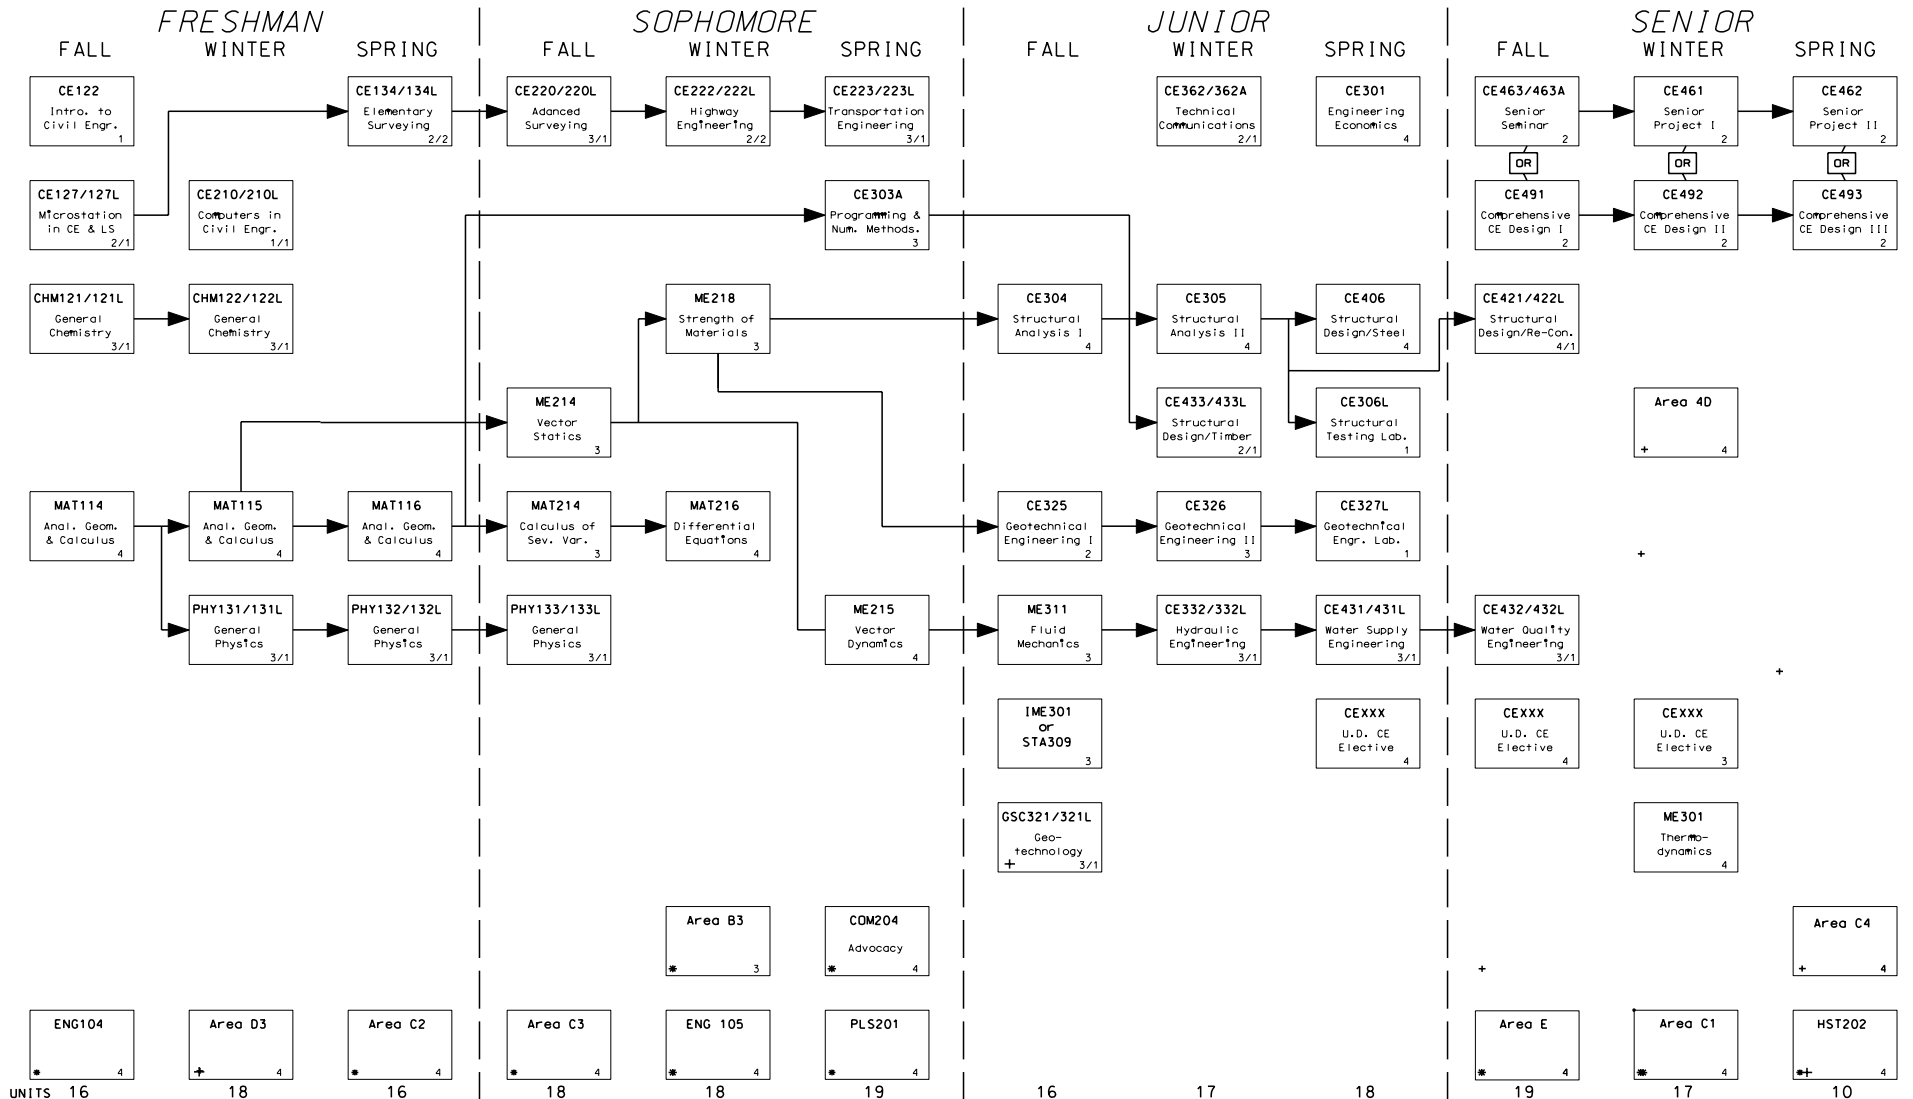 FRESHMAN SOPHOMORE JUNIOR SENIOR
FALL WINTER SPRING FALL WINTER SPRING FALL WINTER SPRING FALL WINTER SPRING
CE122
Intro. to
Civil Engr.
1
CE134/134L
Elementary
Surveying
2/2
CE220/220L
Adanced
Surveying
3/1
CE222/222L
Highway
Engineering
2/2
CE223/223L
Transportation
Engineering
3/1
CE362/362A
Technical
Communications
2/1
CE301
Engineering
Economics
4
CE463/463A
Senior
Seminar
2
CE461
Senior
Project I
2
CE462
Senior
Project II
2
OR
OR
OR
CE127/127L
Microstation
in CE & LS
2/1
CE210/210L
Computers in
Civil Engr.
1/1
CE303A
Programming &
Num. Methods.
3
CE491
Comprehensive
CE Design I
2
CE492
Comprehensive
CE Design II
2
CE493
Comprehensive
CE Design III
2
CHM121/121L
General
Chemistry
3/1
CHM122/122L
General
Chemistry
3/1
ME218
Strength of
Materials
3
CE304
Structural
Analysis I
4
CE305
Structural
Analysis II
4
CE406
Structural
Design/Steel
4
CE421/422L
Structural
Design/Re-Con.
4/1
ME214
Vector
Statics
3
CE433/433L
Structural
Design/Timber
2/1
CE306L
Structural
Testing Lab.
1
Area 4D
+ 4
MAT114
Anal. Geom.
& Calculus
4
MAT115
Anal. Geom.
& Calculus
4
MAT116
Anal. Geom.
& Calculus
4
MAT214
Calculus of
Sev. Var.
3
MAT216
Differential
Equations
4
CE325
Geotechnical
Engineering I
2
CE326
Geotechnical
Engineering II
3
CE327L
Geotechnical
Engr. Lab.
1
+
PHY131/131L
General
Physics
3/1
PHY132/132L
General
Physics
3/1
PHY133/133L
General
Physics
3/1
ME215
Vector
Dynamics
4
ME311
Fluid
Mechanics
3
CE332/332L
Hydraulic
Engineering
3/1
CE431/431L
Water Supply
Engineering
3/1
CE432/432L
Water Quality
Engineering
3/1
+
IME301
or
STA309
3
CEXXX
U.D. CE
Elective
4
CEXXX
U.D. CE
Elective
4
CEXXX
U.D. CE
Elective
3
GSC321/321L
Geo-
technology
+ 3/1
ME301
Thermo-
dynamics
4
Area B3
* 3
COM204
Advocacy
* 4
+
Area C4
+ 4
ENG104
* 4
Area D3
+ 4
Area C2
* 4
Area C3
* 4
ENG 105
* 4
PLS201
* 4
Area E
* 4
Area C1
* 4
HST202
*+ 4
UNITS 16 18 16 18 18 19 16 17 18 19 17 10